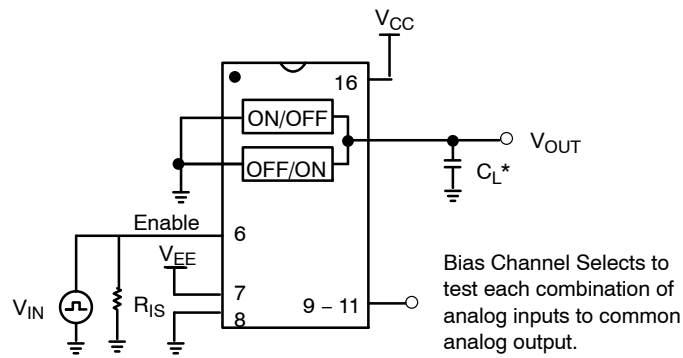 VCC
16
ON/OFF
OFF/ON
VOUT
CL*
Enable
6
VEE
VIN
RIS
7
8
9 – 11
Bias Channel Selects to
test each combination of
analog inputs to common
analog output.